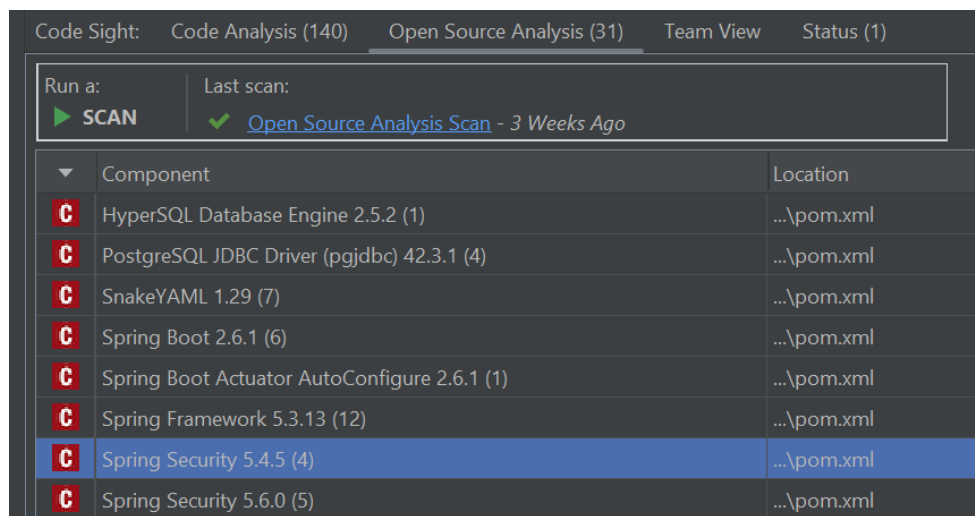 Code Sight: Code Analysis (140) Open Source Analysis (31) Team View Status (1)
Run a: Last scan:
SCAN Open Source Analysis Scan - 3 Weeks Ago
Component Location
C HyperSQL Database Engine 2.5.2 (1) ...\pom.xml
C PostgreSQL JDBC Driver (pgjdbc) 42.3.1 (4) ...\pom.xml
C SnakeYAML 1.29 (7) ...\pom.xml
C Spring Boot 2.6.1 (6) ...\pom.xml
C Spring Boot Actuator AutoConfigure 2.6.1 (1) ...\pom.xml
C Spring Framework 5.3.13 (12) ...\pom.xml
C Spring Security 5.4.5 (4) ...\pom.xml
C Spring Security 5.6.0 (5) ...\pom.xml